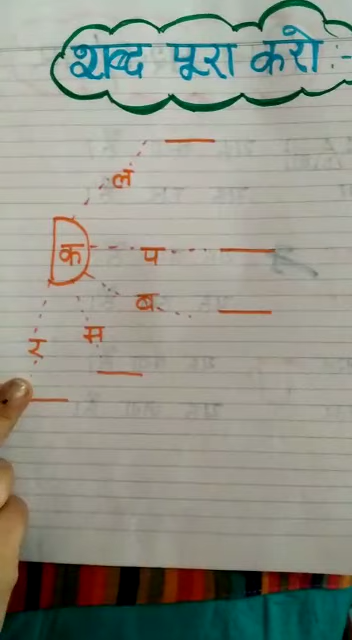 शब्द पूरा करो :-
ल
क
प
ब
स
र